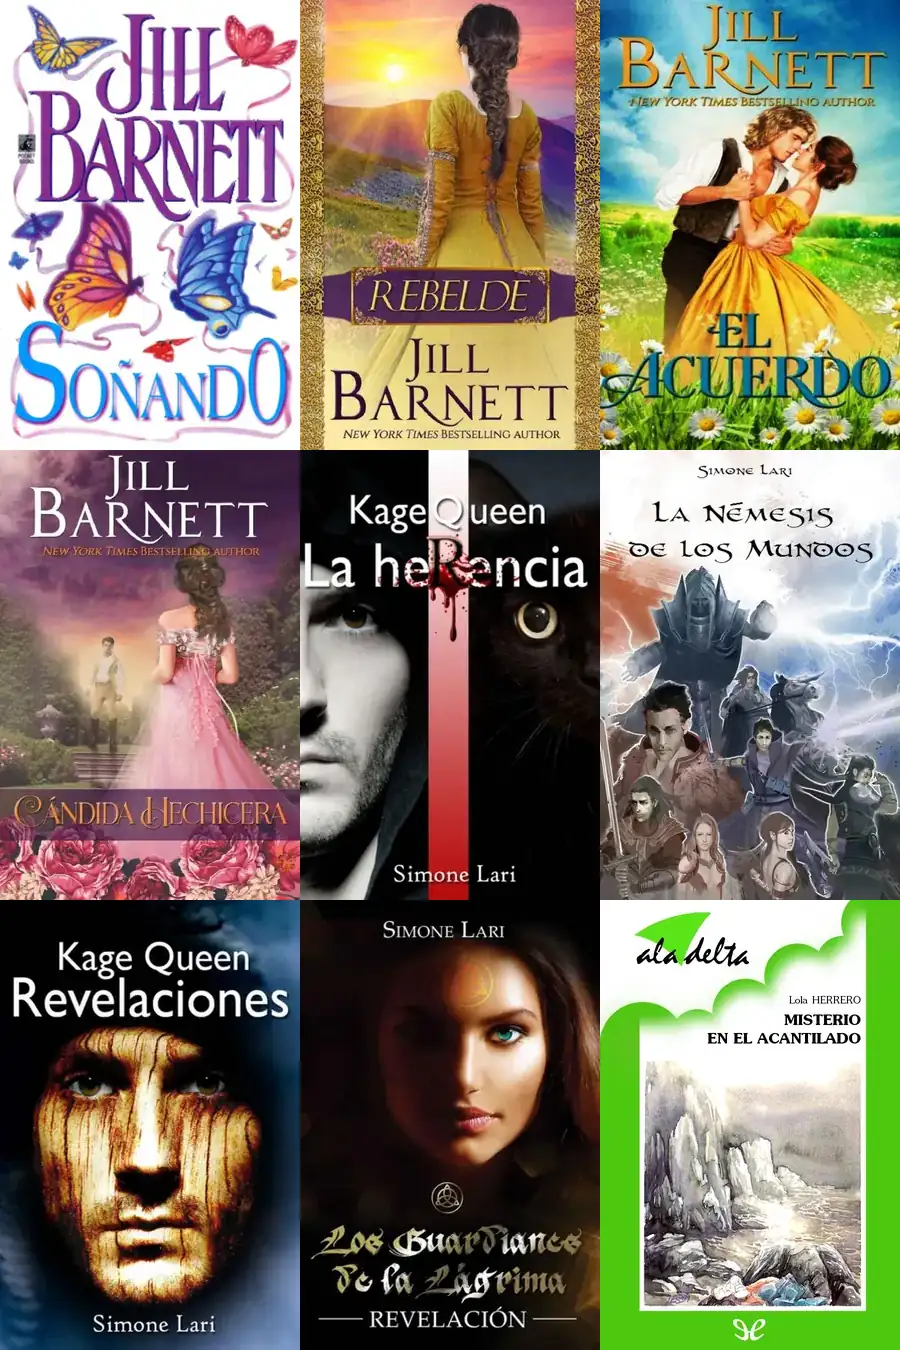 JILL
BARNETT
POCKET
BOOKS
SOÑANDO
REBELDE
JILL
BARNETT
NEW YORK TIMES BESTSELLING AUTHOR
JILL
BARNETT
NEW YORK TIMES BESTSELLING AUTHOR
EL
ACUERDO
JILL
BARNETT
NEW YORK TIMES BESTSELLING AUTHOR
CÁNDIDA HECHICERA
Kage Queen
La heRencia
Simone Lari
SIMONE LARI
LA NÉMESIS
DE LOS MUNDOS
Kage Queen
Revelaciones
Simone Lari
SIMONE LARI
Los Guardianes
de la Lágrima
REVELACIÓN
ala delta
Lola HERRERO
MISTERIO
EN EL ACANTILADO